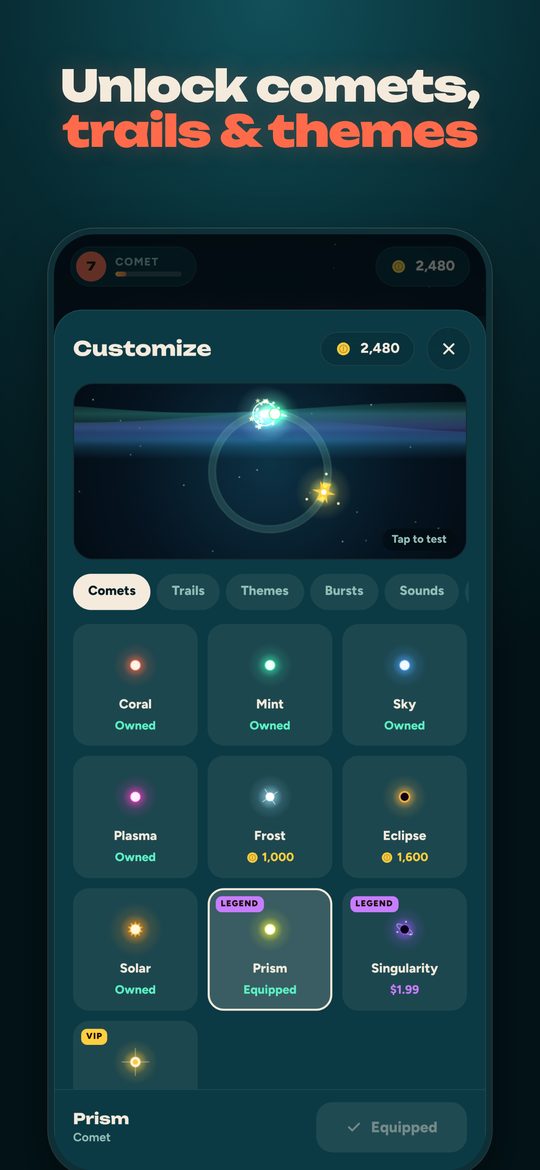 Unlock comets,
trails & themes
7 COMET 2,480
Customize 2,480
Tap to test
Comets Trails Themes Bursts Sounds
Coral Mint Sky
Owned Owned Owned
Plasma Frost Eclipse
Owned 1,000 1,600
LEGEND LEGEND
Solar Prism Singularity
Owned Equipped $1.99
VIP
Prism
Comet
Equipped